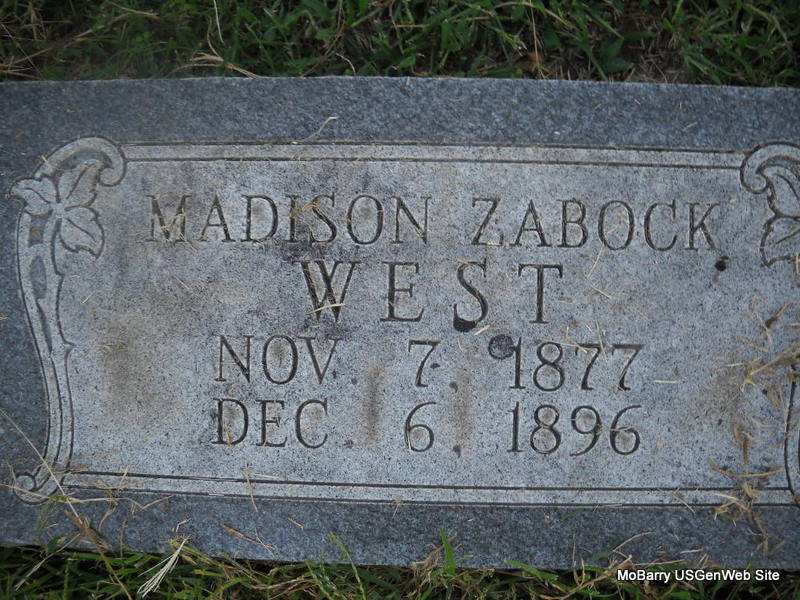 MADISON ZABOCK
WEST
NOV. 7, 1877
DEC. 6, 1896
MoBarry USGenWeb Site